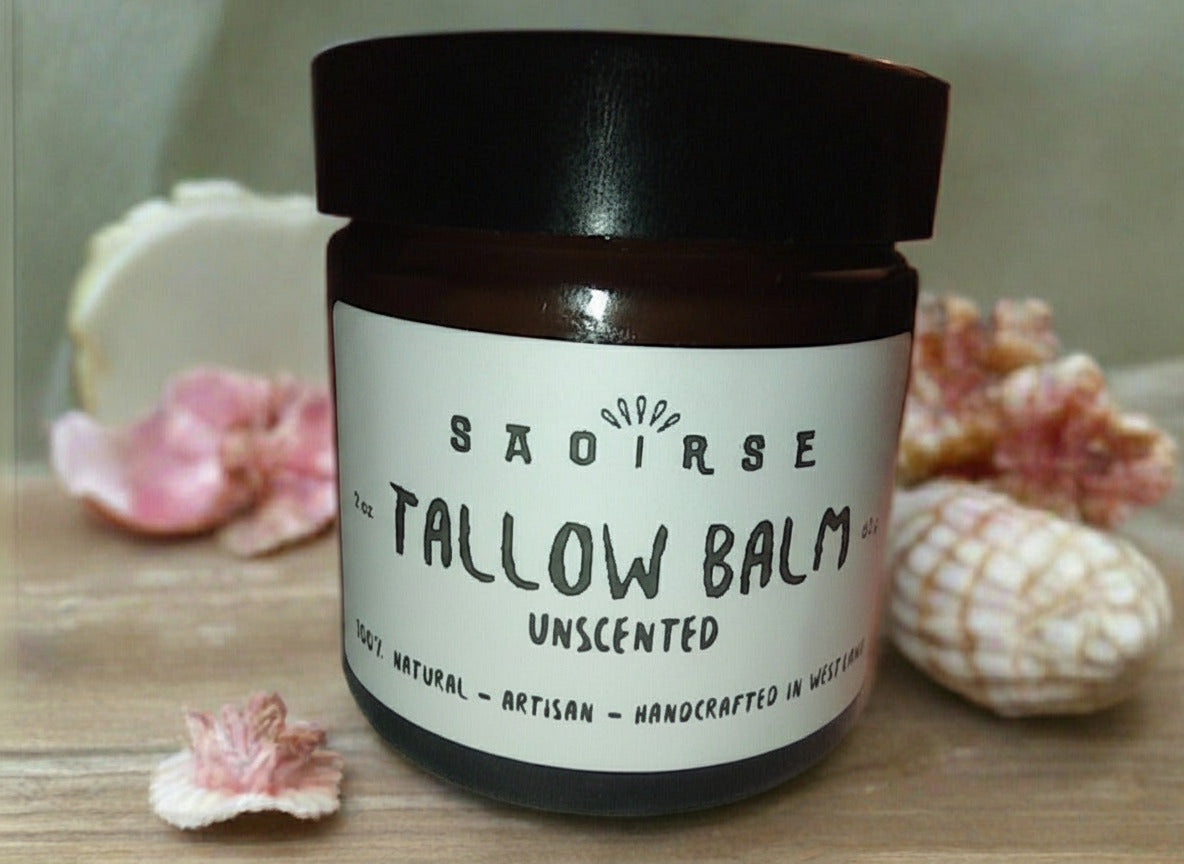 SAOIRSE
2 oz
TALLOW BALM
UNSCENTED
100% NATURAL - ARTISAN - HANDCRAFTED IN WEST